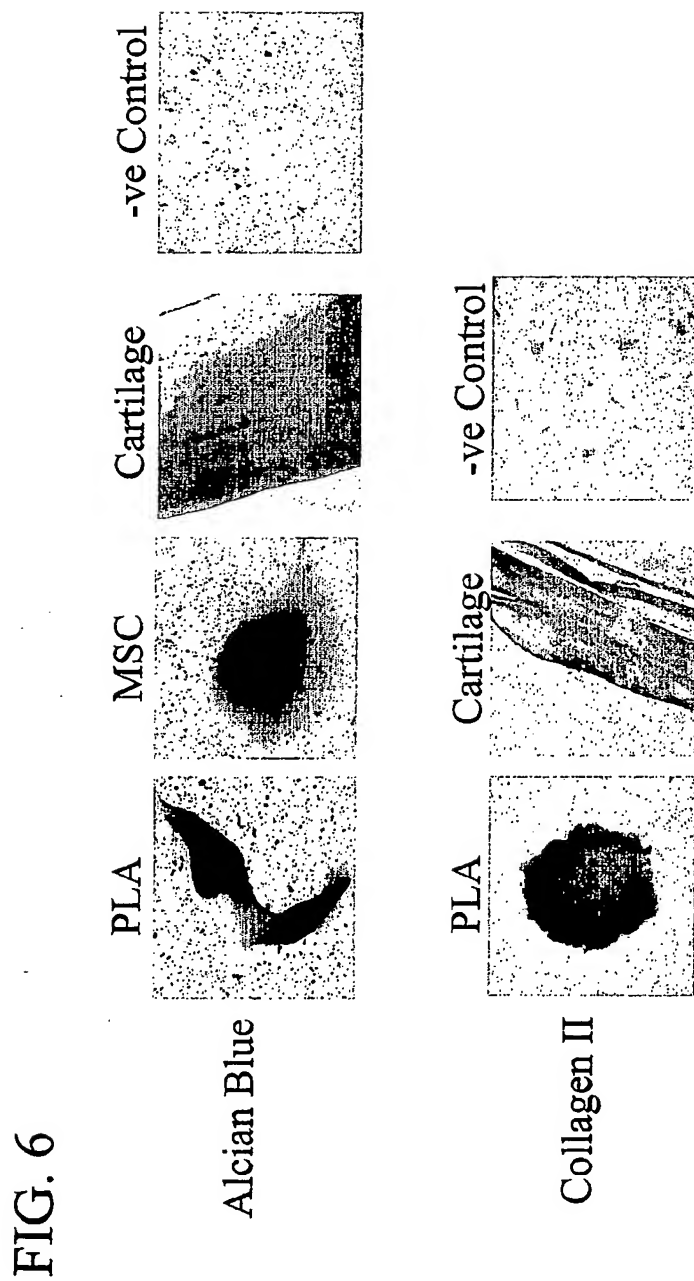 FIG. 6
PLA MSC Cartilage -ve Control
Alcian Blue
PLA Cartilage -ve Control
Collagen II